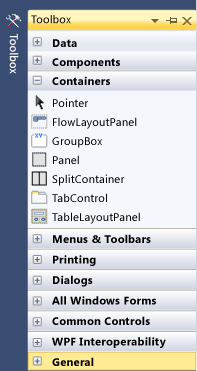 Toolbox
Toolbox
Data
Components
Containers
Pointer
FlowLayoutPanel
GroupBox
Panel
SplitContainer
TabControl
TableLayoutPanel
Menus & Toolbars
Printing
Dialogs
All Windows Forms
Common Controls
WPF Interoperability
General